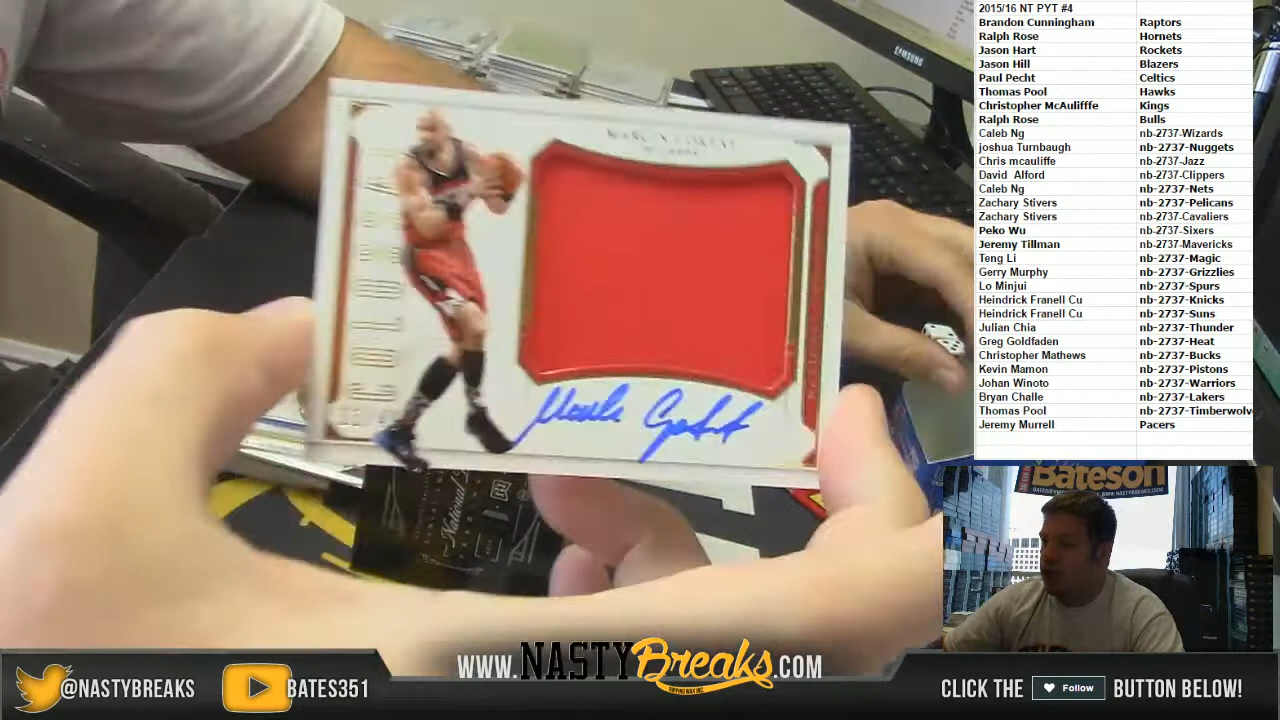 2015/16 NT PYT #4
Brandon Cunningham Raptors
Ralph Rose Hornets
Jason Hart Rockets
Jason Hill Blazers
Paul Pecht Celtics
Thomas Pool Hawks
Christopher McAulifffe Kings
Ralph Rose Bulls
Caleb Ng nb-2737-Wizards
joshua Turnbaugh nb-2737-Nuggets
Chris mcauliffe nb-2737-Jazz
David Alford nb-2737-Clippers
Caleb Ng nb-2737-Nets
Zachary Stivers nb-2737-Pelicans
Zachary Stivers nb-2737-Cavaliers
Peko Wu nb-2737-Sixers
Jeremy Tillman nb-2737-Mavericks
Teng Li nb-2737-Magic
Gerry Murphy nb-2737-Grizzlies
Lo Minjui nb-2737-Spurs
Heindrick Franell Cu nb-2737-Knicks
Heindrick Franell Cu nb-2737-Suns
Julian Chia nb-2737-Thunder
Greg Goldfaden nb-2737-Heat
Christopher Mathews nb-2737-Bucks
Kevin Mamon nb-2737-Pistons
Johan Winoto nb-2737-Warriors
Bryan Challe nb-2737-Lakers
Thomas Pool nb-2737-Timberwolv
Jeremy Murrell Pacers
SAMSUNG
National
Bateson
WWW.NASTYBREAKS.COM
@NASTYBREAKS
BATES351
WWW.NASTYBreaks.COM
CLICK THE Follow BUTTON BELOW!